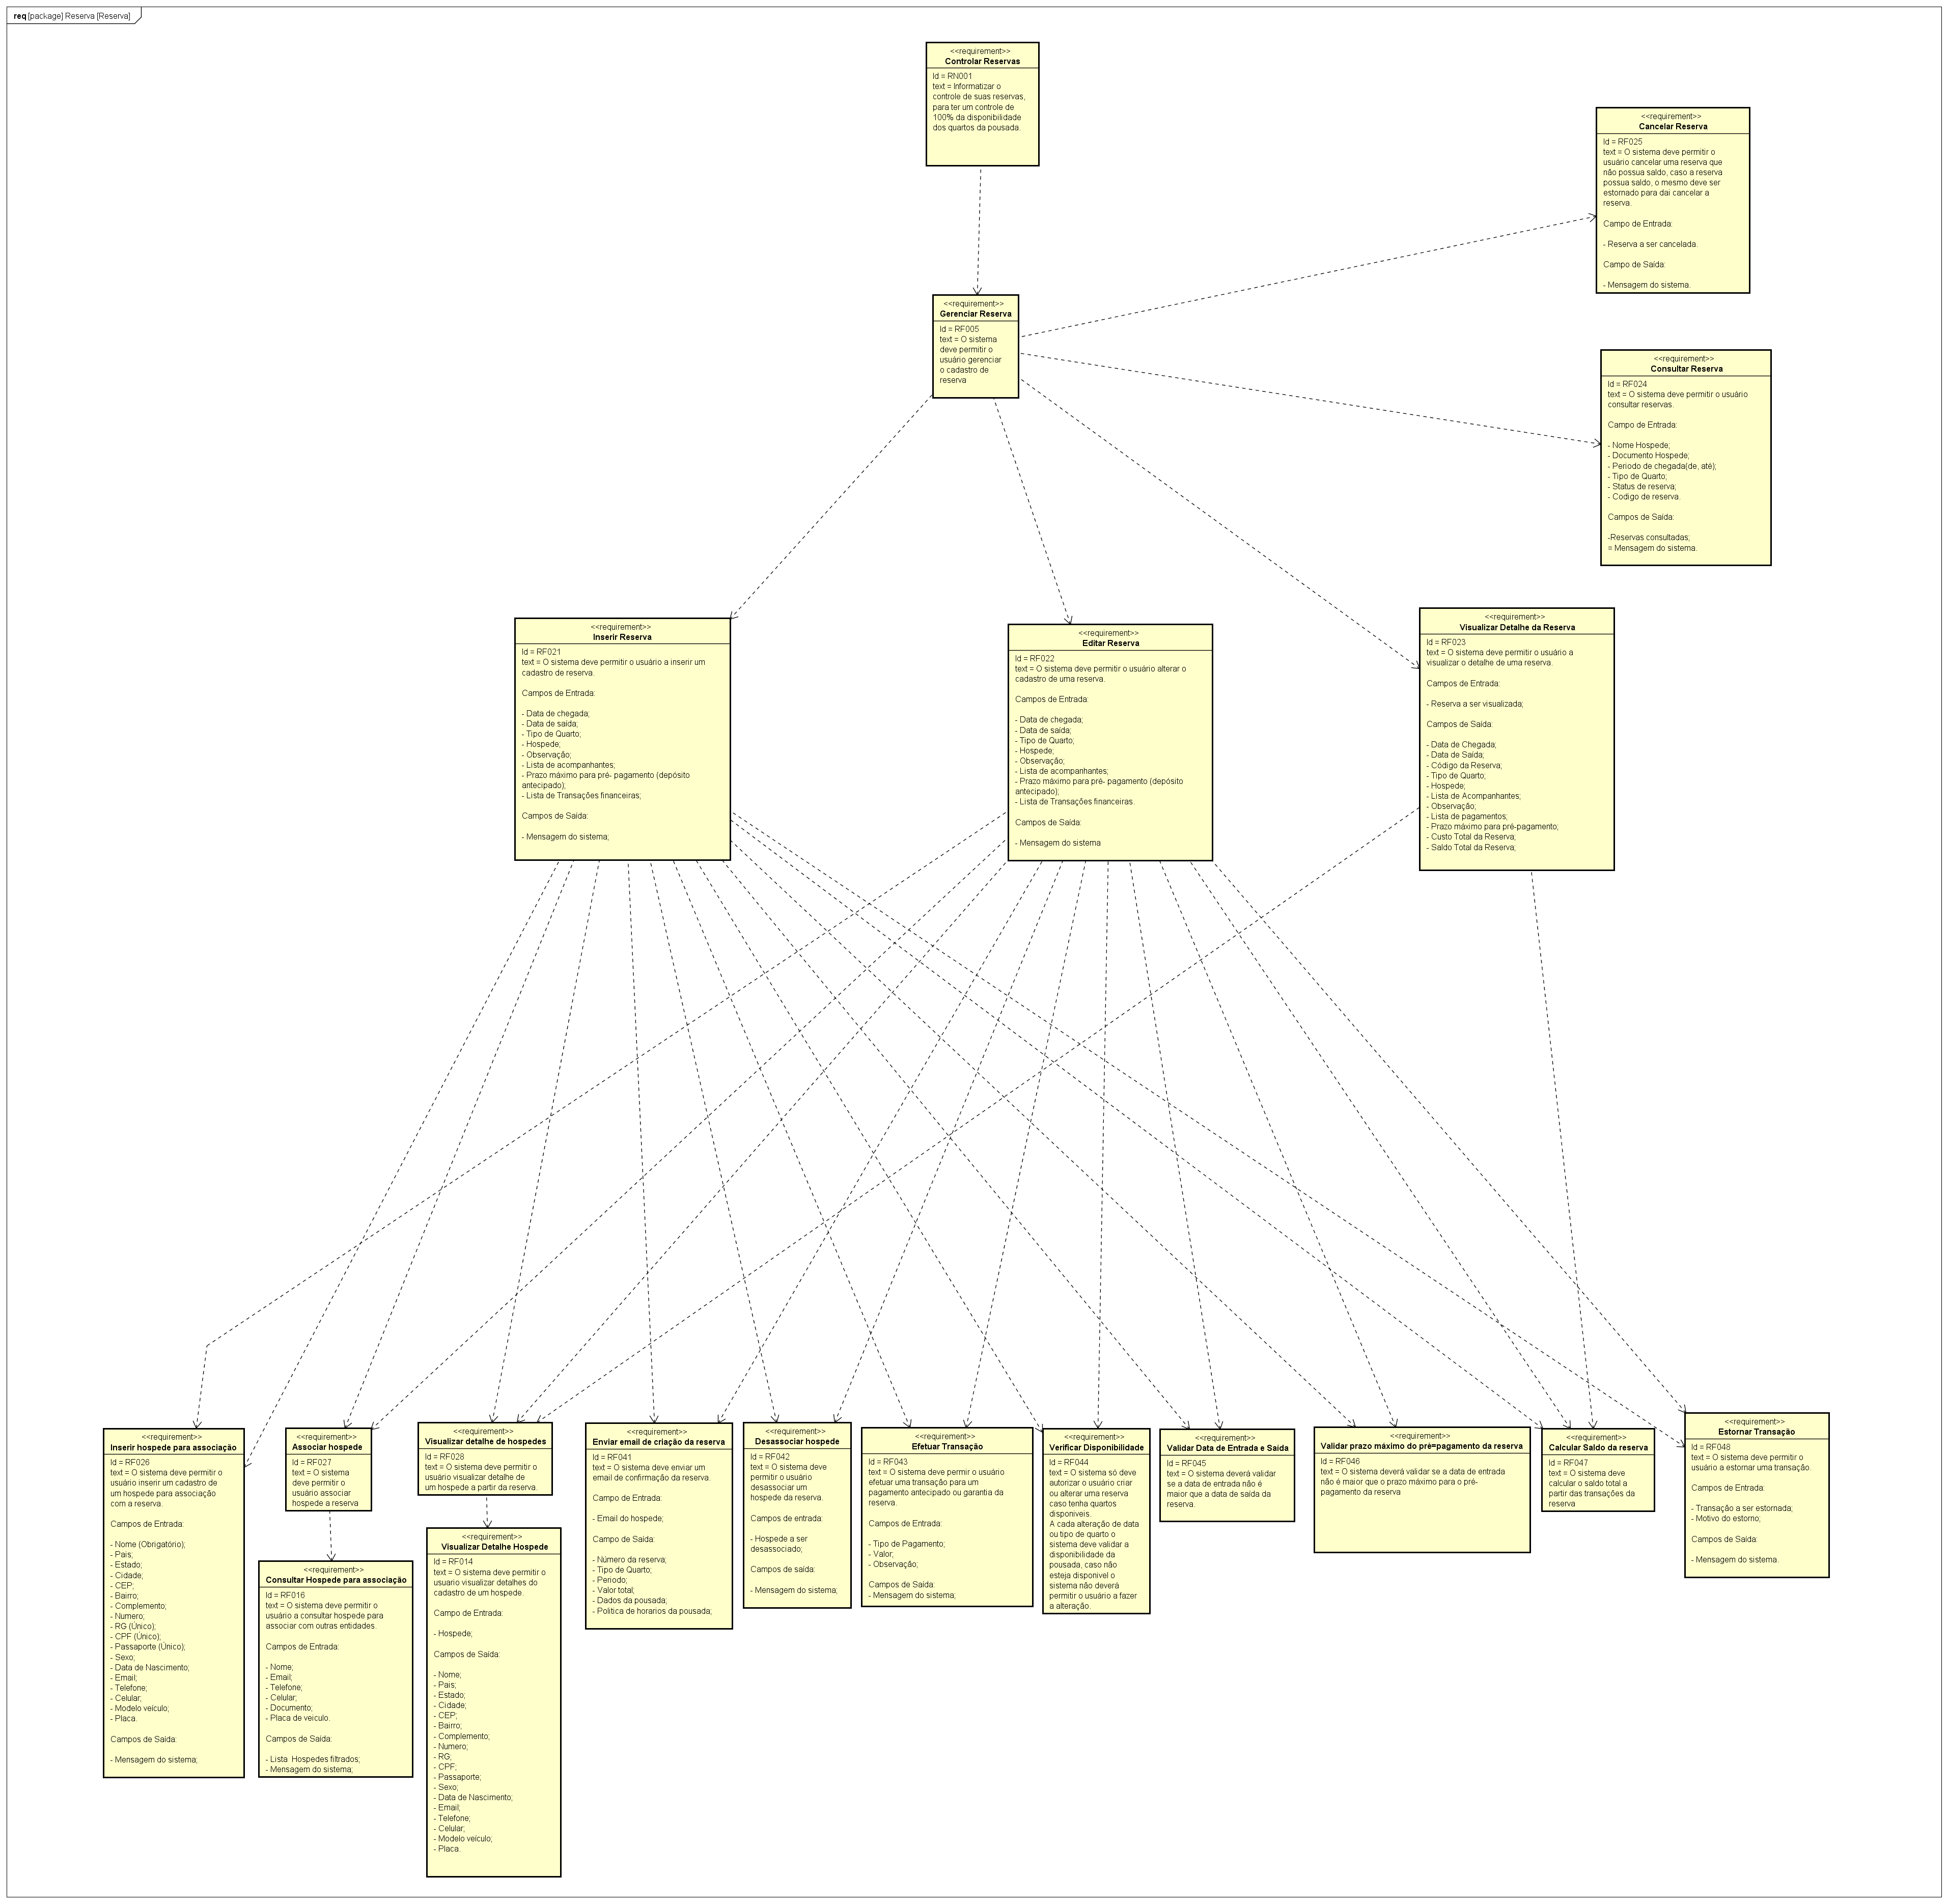 req [package] Reserva [Reserva]
<<requirement>>
Controlar Reservas
Id = RN001
text = Informatizar o
controle de suas reservas,
para ter um controle de
100% da disponibilidade
dos quartos da pousada.
<<requirement>>
Cancelar Reserva
Id = RF025
text = O sistema deve permitir o
usuário cancelar uma reserva que
não possua saldo, caso a reserva
possua saldo, o mesmo deve ser
estornado para dai cancelar a
reserva.
Campo de Entrada:
- Reserva a ser cancelada.
Campo de Saída:
- Mensagem do sistema.
<<requirement>>
Gerenciar Reserva
Id = RF005
text = O sistema
deve permitir o
usuário gerenciar
o cadastro de
reserva
<<requirement>>
Consultar Reserva
Id = RF024
text = O sistema deve permitir o usuário
consultar reservas.
Campo de Entrada:
- Nome Hospede;
- Documento Hospede;
- Periodo de chegada(de, até);
- Tipo de Quarto;
- Status de reserva;
- Codigo de reserva.
Campos de Saída:
-Reservas consultadas;
= Mensagem do sistema.
<<requirement>>
Inserir Reserva
Id = RF021
text = O sistema deve permitir o usuário a inserir um
cadastro de reserva.
Campos de Entrada:
- Data de chegada;
- Data de saída;
- Tipo de Quarto;
- Hospede;
- Observação;
- Lista de acompanhantes;
- Prazo máximo para pré- pagamento (depósito
antecipado);
- Lista de Transações financeiras;
Campos de Saída:
- Mensagem do sistema;
<<requirement>>
Editar Reserva
Id = RF022
text = O sistema deve permitir o usuário alterar o
cadastro de uma reserva.
Campos de Entrada:
- Data de chegada;
- Data de saída;
- Tipo de Quarto;
- Hospede;
- Observação;
- Lista de acompanhantes;
- Prazo máximo para pré- pagamento (depósito
antecipado);
- Lista de Transações financeiras.
Campos de Saída:
- Mensagem do sistema
<<requirement>>
Visualizar Detalhe da Reserva
Id = RF023
text = O sistema deve permitir o usuário a
visualizar o detalhe de uma reserva.
Campos de Entrada:
- Reserva a ser visualizada;
Campos de Saída:
- Data de Chegada;
- Data de Saída;
- Código da Reserva;
- Tipo de Quarto;
- Hospede;
- Lista de Acompanhantes;
- Observação;
- Lista de pagamentos;
- Prazo máximo para pré-pagamento;
- Custo Total da Reserva;
- Saldo Total da Reserva;
<<requirement>>
Inserir hospede para associação
Id = RF026
text = O sistema deve permitir o
usuário inserir um cadastro de
um hospede para associação
com a reserva.
Campos de Entrada:
- Nome (Obrigatório);
- Pais;
- Estado;
- Cidade;
- CEP;
- Bairro;
- Complemento;
- Numero;
- RG (Único);
- CPF (Único);
- Passaporte (Único);
- Sexo;
- Data de Nascimento;
- Email;
- Telefone;
- Celular;
- Modelo veículo;
- Placa.
Campos de Saída:
- Mensagem do sistema;
<<requirement>>
Associar hospede
Id = RF027
text = O sistema
deve permitir o
usuário associar
hospede a reserva
<<requirement>>
Consultar Hospede para associação
Id = RF016
text = O sistema deve permitir o
usuário a consultar hospede para
associar com outras entidades.
Campos de Entrada:
- Nome;
- Email;
- Telefone;
- Celular;
- Documento;
- Placa de veiculo.
Campos de Saída:
- Lista  Hospedes filtrados;
- Mensagem do sistema;
<<requirement>>
Visualizar detalhe de hospedes
Id = RF028
text = O sistema deve permitir o
usuário visualizar detalhe de
um hospede a partir da reserva.
<<requirement>>
Visualizar Detalhe Hospede
Id = RF014
text = O sistema deve permitir o
usuario visualizar detalhes do
cadastro de um hospede.
Campo de Entrada:
- Hospede;
Campos de Saída:
- Nome;
- Pais;
- Estado;
- Cidade;
- CEP;
- Bairro;
- Complemento;
- Numero;
- RG;
- CPF;
- Passaporte;
- Sexo;
- Data de Nascimento;
- Email;
- Telefone;
- Celular;
- Modelo veículo;
- Placa.
<<requirement>>
Enviar email de criação da reserva
Id = RF041
text = O sistema deve enviar um
email de confirmação da reserva.
Campo de Entrada:
- Email do hospede;
Campo de Saída:
- Número da reserva;
- Tipo de Quarto;
- Periodo;
- Valor total;
- Dados da pousada;
- Politica de horarios da pousada;
<<requirement>>
Desassociar hospede
Id = RF042
text = O sistema deve
permitir o usuário
desassociar um
hospede da reserva.
Campos de entrada:
- Hospede a ser
desassociado;
Campos de saída:
- Mensagem do sistema;
<<requirement>>
Efetuar Transação
Id = RF043
text = O sistema deve permir o usuário
efetuar uma transação para um
pagamento antecipado ou garantia da
reserva.
Campos de Entrada:
- Tipo de Pagamento;
- Valor;
- Observação;
Campos de Saída:
- Mensagem do sistema;
<<requirement>>
Verificar Disponibilidade
Id = RF044
text = O sistema só deve
autorizar o usuário criar
ou alterar uma reserva
caso tenha quartos
disponiveis.
A cada alteração de data
ou tipo de quarto o
sistema deve validar a
disponibilidade da
pousada, caso não
esteja disponivel o
sistema não deverá
permitir o usuário a fazer
a alteração.
<<requirement>>
Validar Data de Entrada e Saída
Id = RF045
text = O sistema deverá validar
se a data de entrada não é
maior que a data de saída da
reserva.
<<requirement>>
Validar prazo máximo do pré=pagamento da reserva
Id = RF046
text = O sistema deverá validar se a data de entrada
não é maior que o prazo máximo para o pré-
pagamento da reserva
<<requirement>>
Calcular Saldo da reserva
Id = RF047
text = O sistema deve
calcular o saldo total a
partir das transações da
reserva
<<requirement>>
Estornar Transação
Id = RF048
text = O sistema deve permitir o
usuário a estornar uma transação.
Campos de Entrada:
- Transação a ser estornada;
- Motivo do estorno;
Campos de Saída:
- Mensagem do sistema.